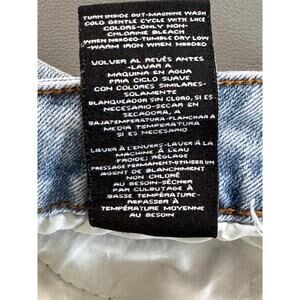 TURN INSIDE OUT-MACHINE WASH
COLD GENTLE CYCLE WITH LIKE
COLORS-ONLY NON-
CHLORINE BLEACH
WHEN NEEDED-TUMBLE DRY LOW
-WARM IRON WHEN NEEDED
VOLVER AL REVÉS ANTES
-LAVAR A
MAQUINA EN AGUA
FRIA CICLO SUAVE
CON COLORES SIMILARES-
SOLAMENTE
BLANQUEADOR SIN CLORO, SI ES
NECESARIO-SECAR EN
SECADORA, A
BAJA TEMPERATURA-PLANCHAR A
MEDIA TEMPERATURA
SI ES NECESARIO
LAVER À L'ENVERS À LA
MACHINE À L'EAU
FROIDE; RÉGLAGE
PRESSAGE PERMANENT-UTILISER UN
AGENT DE BLANCHIMENT
NON CHLORÉ
AU BESOIN-SÉCHER
PAR CULBUTAGE À
BASSE TEMPÉRATURE-
REPASSER À
TEMPÉRATURE MOYENNE
AU BESOIN